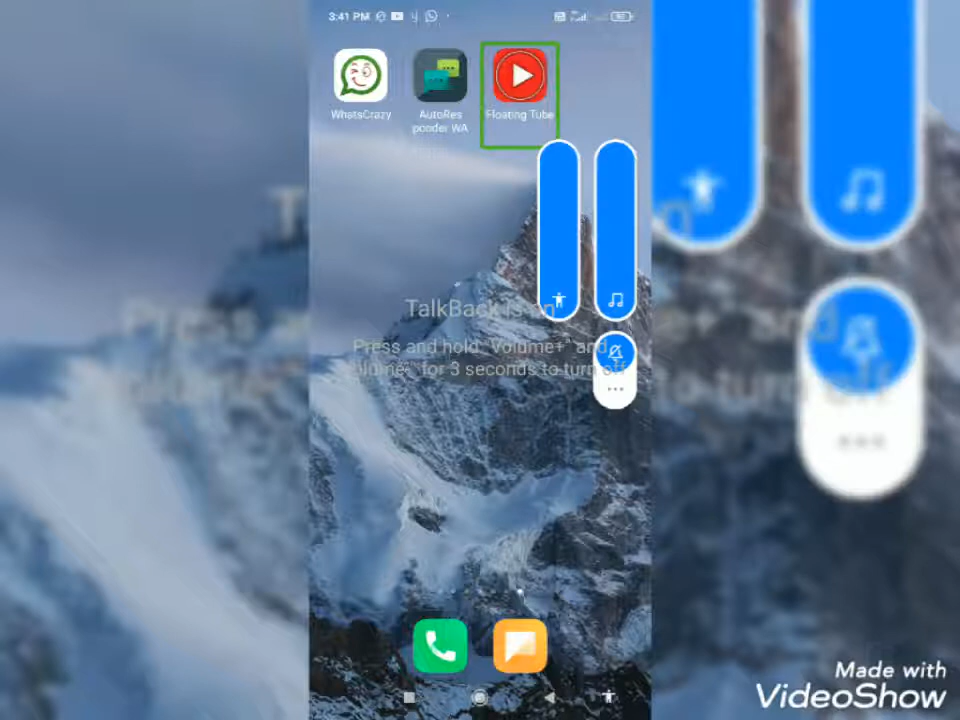 3:41 PM
WhatsCrazy
AutoRes
ponder WA
Floating Tube
TalkBack is on
Press and hold "Volume+" and
"Volume-" for 3 seconds to turn off
Made with
VideoShow